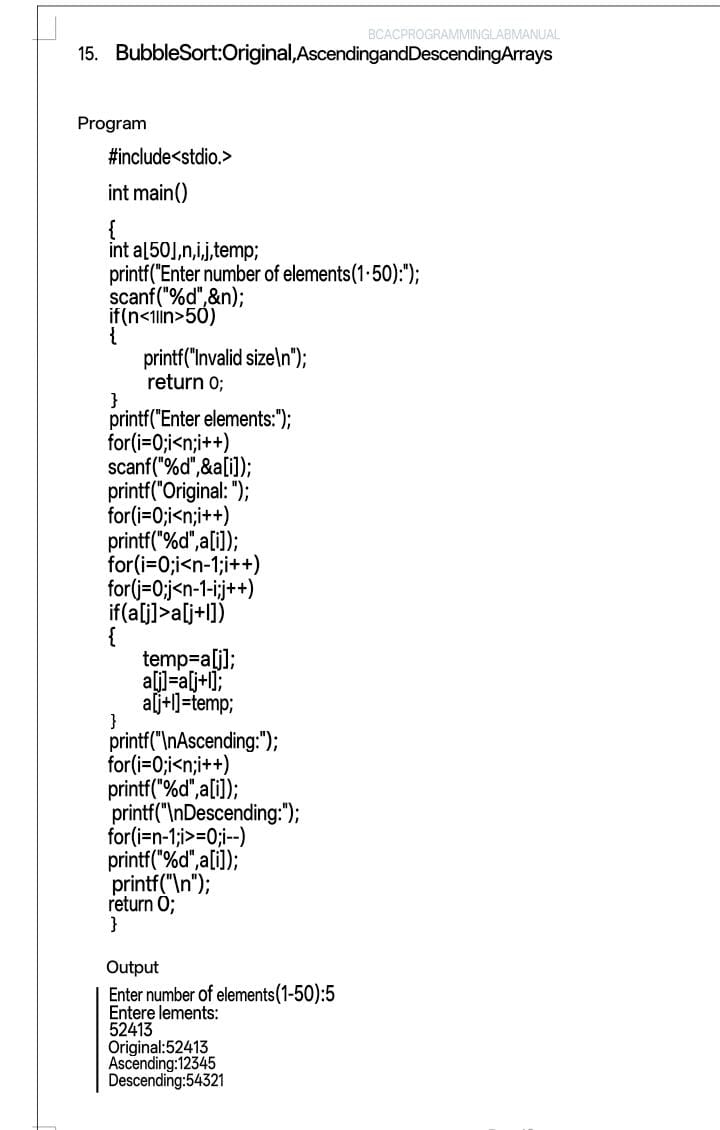 BCACPROGRAMMINGLABMANUAL
15. BubbleSort:Original,AscendingandDescendingArrays
Program
#include<stdio.>
int main()
{
int a[50],n,i,j,temp;
printf("Enter number of elements(1·50):");
scanf("%d",&n);
if(n<1lln>50)
{
printf("Invalid size\n");
return 0;
}
printf("Enter elements:");
for(i=0;i<n;i++)
scanf("%d",&a[i]);
printf("Original: ");
for(i=0;i<n;i++)
printf("%d",a[i]);
for(i=0;i<n-1;i++)
for(j=0;j<n-1-i;j++)
if(a[j]>a[j+l])
{
temp=a[j];
a[j]=a[j+l];
a[j+l]=temp;
}
printf("\nAscending:");
for(i=0;i<n;i++)
printf("%d",a[i]);
printf("\nDescending:");
for(i=n-1;i>=0;i--)
printf("%d",a[i]);
printf("\n");
return 0;
}
Output
Enter number of elements(1-50):5
Entere lements:
52413
Original:52413
Ascending:12345
Descending:54321